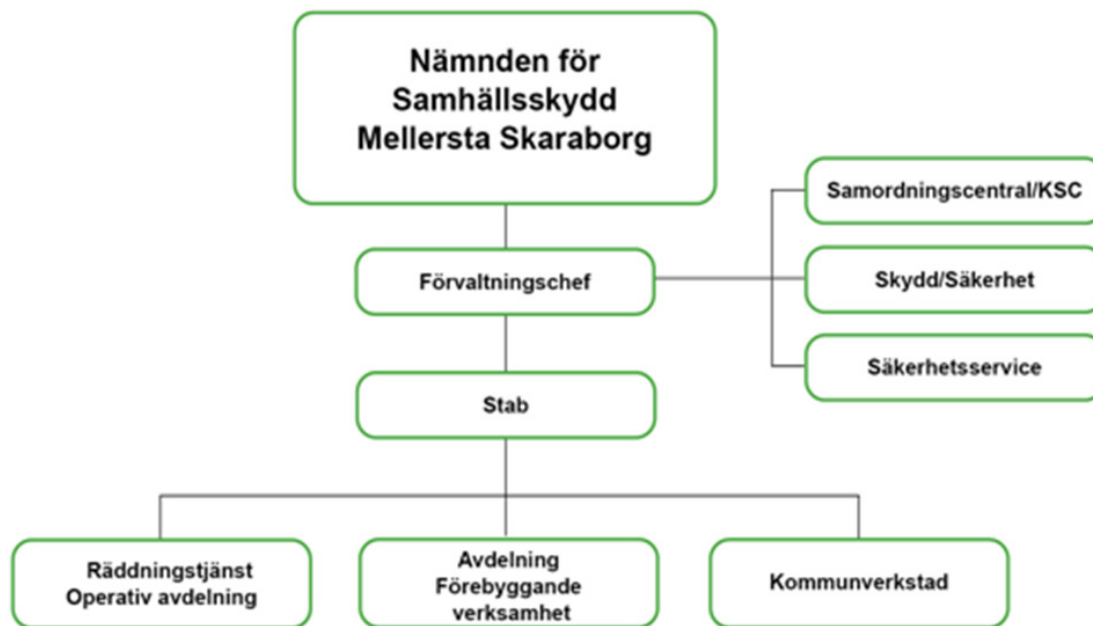 Nämnden för
Samhällsskydd
Mellersta Skaraborg
Samordningscentral/KSC
Förvaltningschef
Skydd/Säkerhet
Säkerhetsservice
Stab
Räddningstjänst
Operativ avdelning
Avdelning
Förebyggande
verksamhet
Kommunverkstad